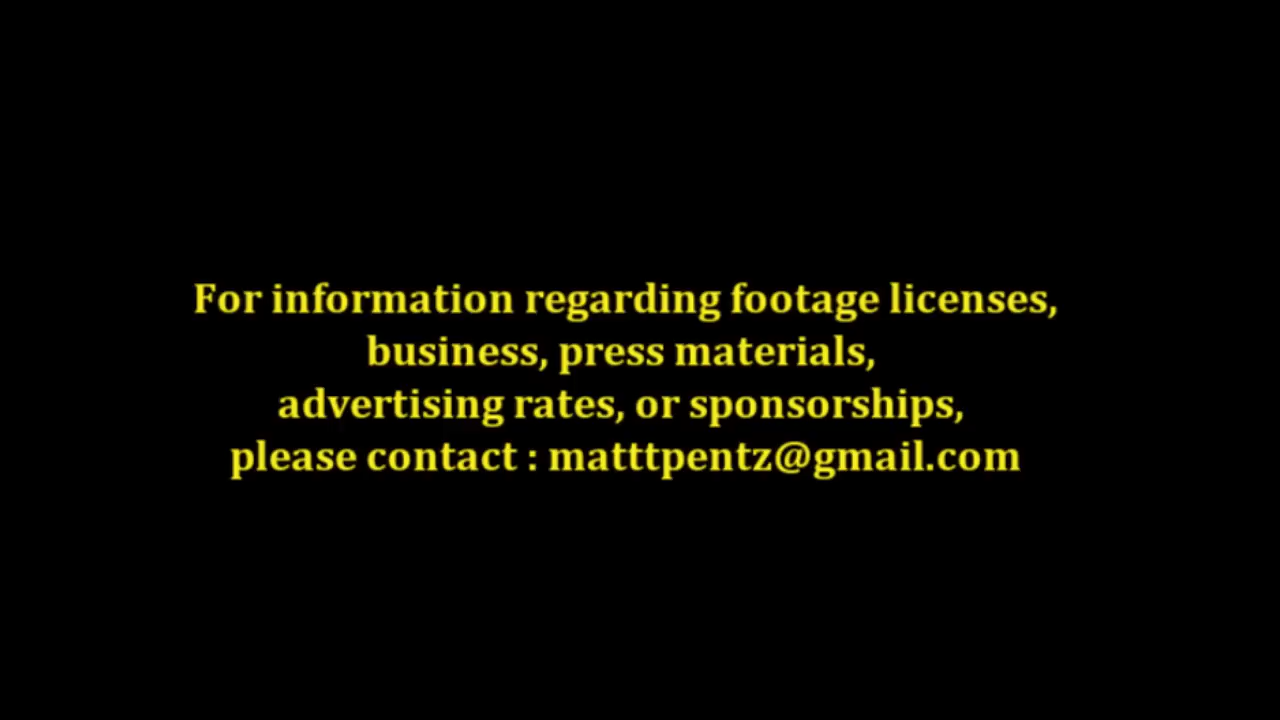 For information regarding footage licenses,
business, press materials,
advertising rates, or sponsorships,
please contact : matttpentz@gmail.com